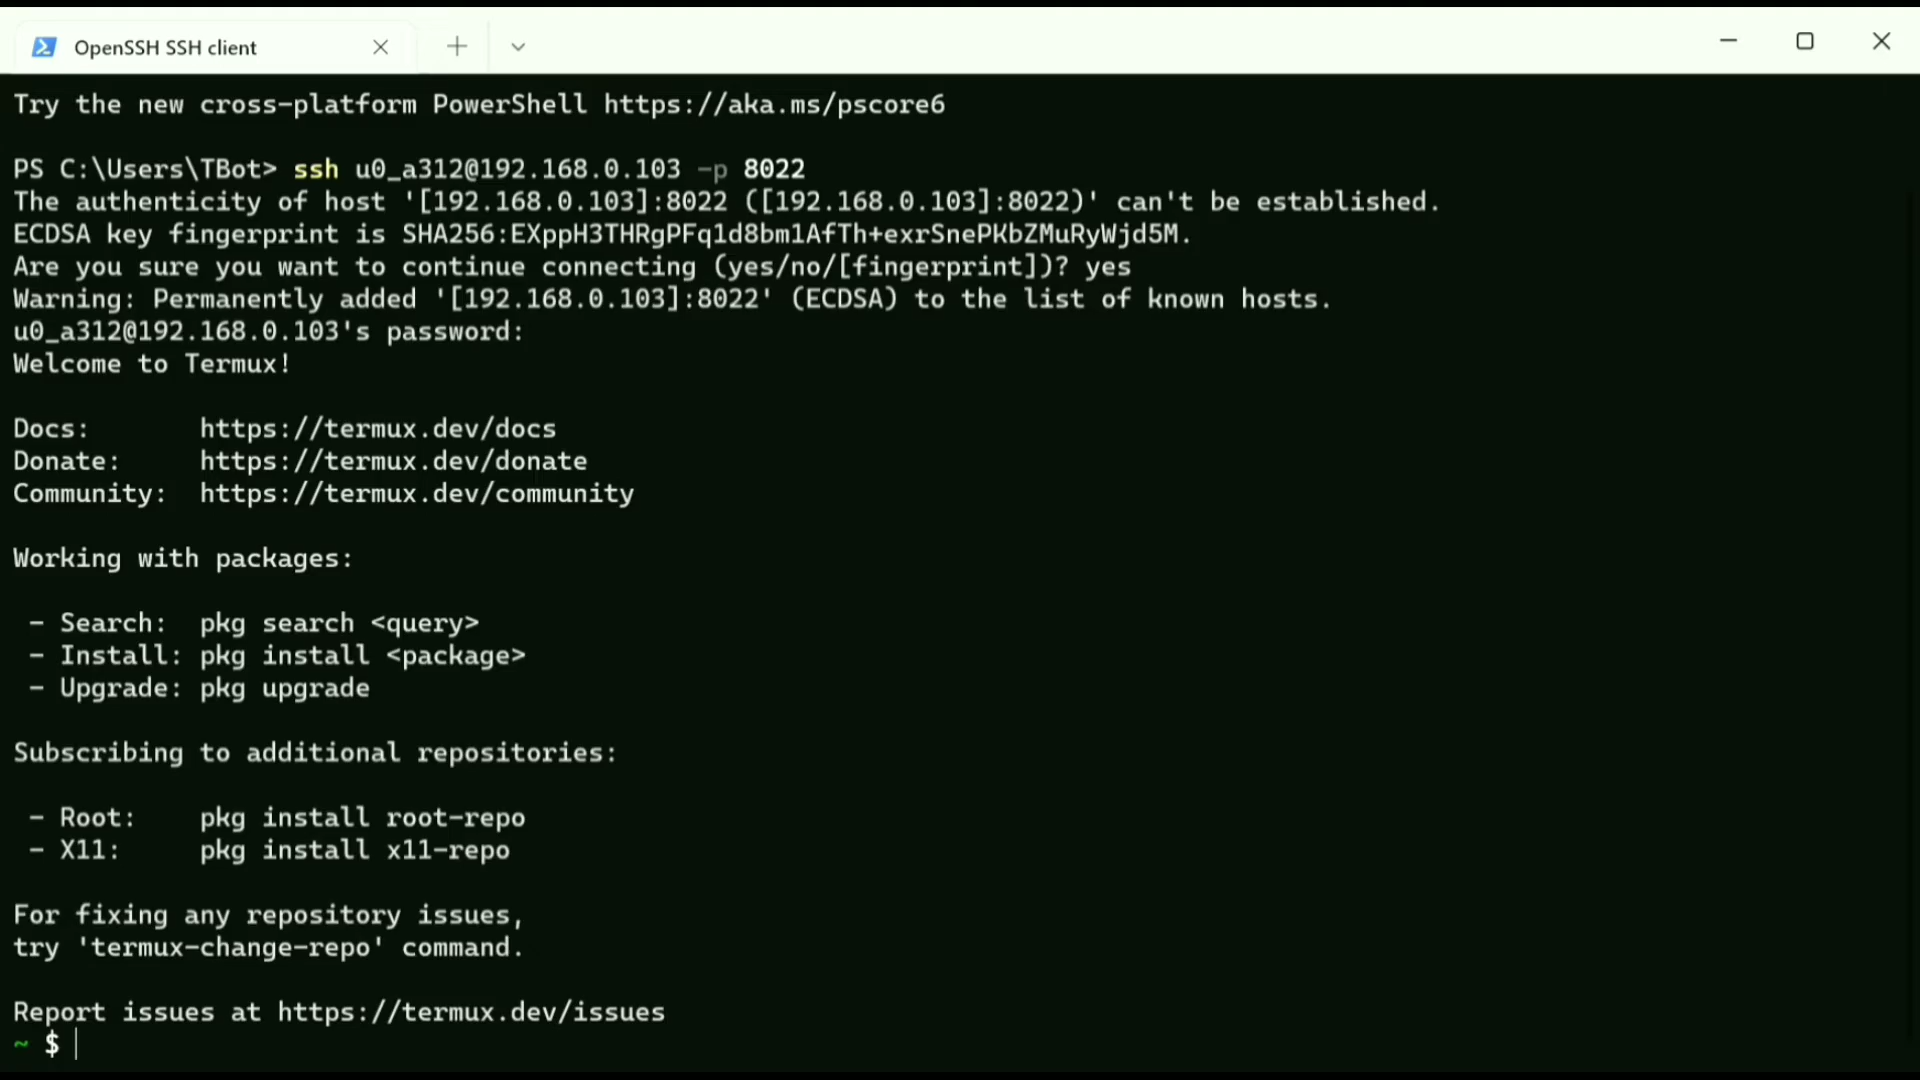 OpenSSH SSH client
Try the new cross-platform PowerShell https://aka.ms/pscore6
PS C:\Users\TBot> ssh u0_a312@192.168.0.103 -p 8022
The authenticity of host '[192.168.0.103]:8022 ([192.168.0.103]:8022)' can't be established.
ECDSA key fingerprint is SHA256:EXppH3THRgPFq1d8bm1AfTh+exrSnePKbZMuRyWjd5M.
Are you sure you want to continue connecting (yes/no/[fingerprint])? yes
Warning: Permanently added '[192.168.0.103]:8022' (ECDSA) to the list of known hosts.
u0_a312@192.168.0.103's password:
Welcome to Termux!
Docs:       https://termux.dev/docs
Donate:     https://termux.dev/donate
Community:  https://termux.dev/community
Working with packages:
 - Search:  pkg search <query>
 - Install: pkg install <package>
 - Upgrade: pkg upgrade
Subscribing to additional repositories:
 - Root:    pkg install root-repo
 - X11:     pkg install x11-repo
For fixing any repository issues,
try 'termux-change-repo' command.
Report issues at https://termux.dev/issues
~ $